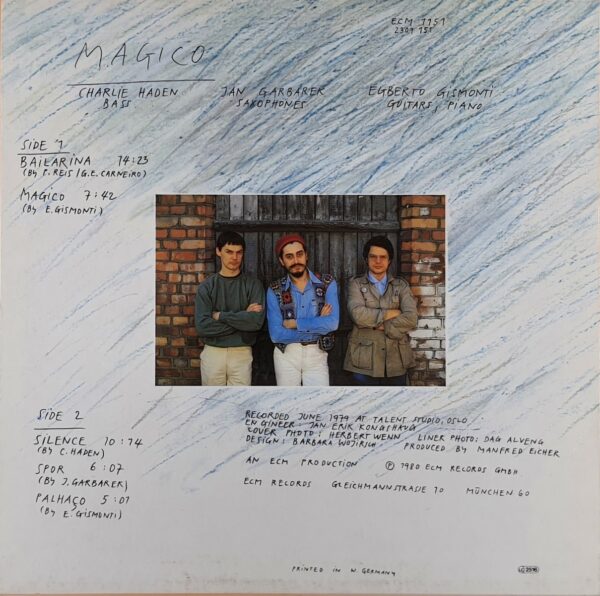 ECM 1151
2301 151
MAGICO
CHARLIE HADEN
BASS
JAN GARBAREK
SAXOPHONES
EGBERTO GISMONTI
GUITARS, PIANO
SIDE 1
BAILARINA 14:23
(By P. REIS/G.E. CARNEIRO)
MAGICO 7:42
(By E. GISMONTI)
SIDE 2
SILENCE 10:14
(By C. HADEN)
SPOR 6:07
(By J. GARBAREK)
PALHAÇO 5:01
(By E. GISMONTI)
RECORDED JUNE 1979 AT TALENT STUDIO, OSLO
ENGINEER: JAN ERIK KONGSHAUG
COVER PHOTO: HERBERT WENN LINER PHOTO: DAG ALVENG
DESIGN: BARBARA WOJIRSCH PRODUCED BY MANFRED EICHER
AN ECM PRODUCTION ℗ 1980 ECM RECORDS GMBH
ECM RECORDS GLEICHMANNSTRASSE 10 MÜNCHEN 60
PRINTED IN W. GERMANY